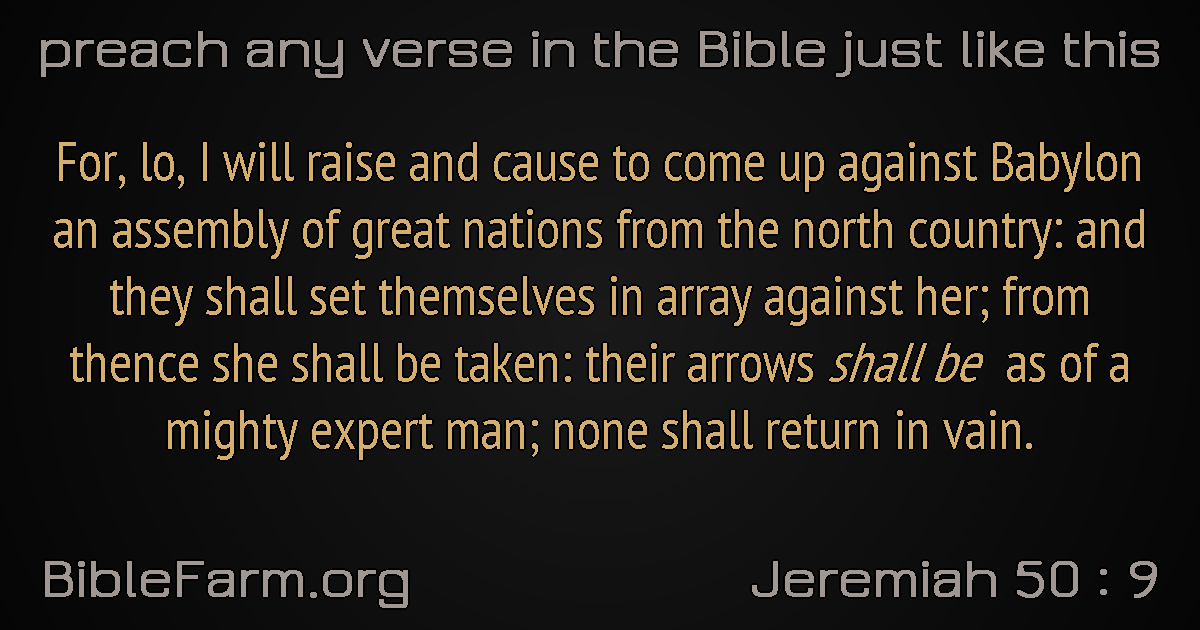 preach any verse in the Bible just like this
For, lo, I will raise and cause to come up against Babylon
an assembly of great nations from the north country: and
they shall set themselves in array against her; from
thence she shall be taken: their arrows shall be as of a
mighty expert man; none shall return in vain.
BibleFarm.org
Jeremiah 50 : 9